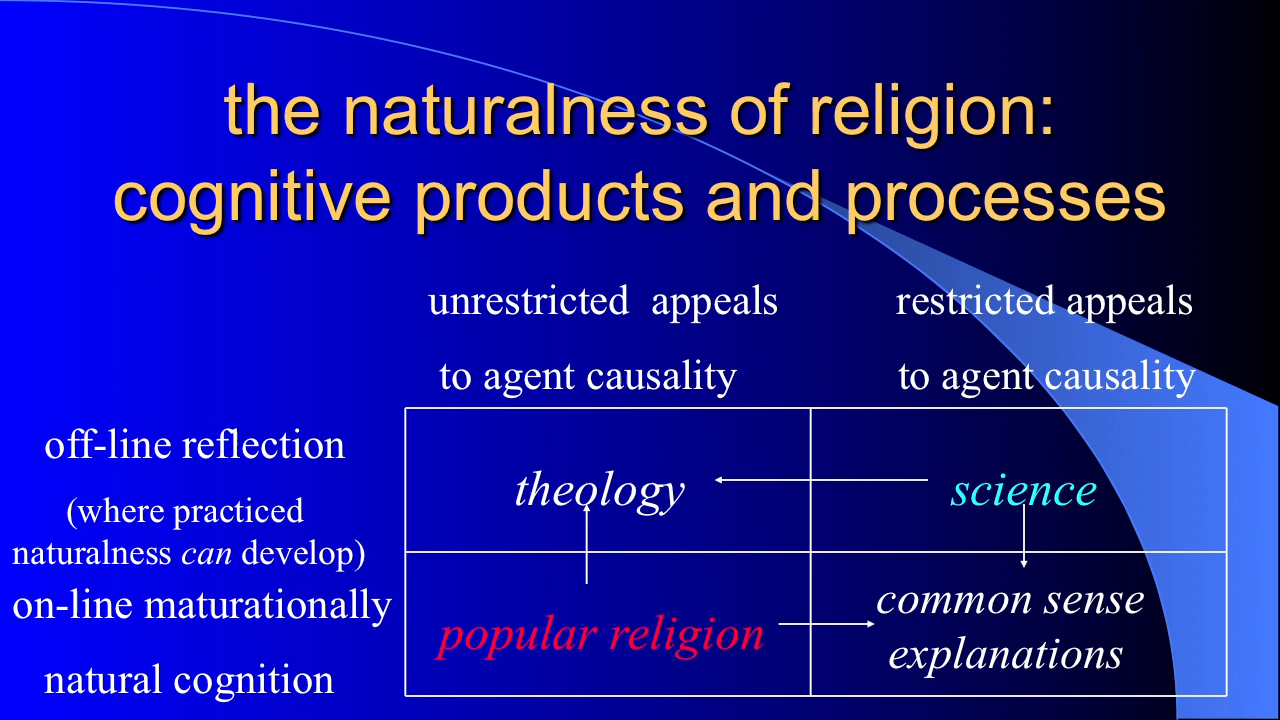 the naturalness of religion:
cognitive products and processes
unrestricted appeals
to agent causality
restricted appeals
to agent causality
off-line reflection
(where practiced
naturalness can develop)
theology
science
on-line maturationally
natural cognition
popular religion
common sense
explanations